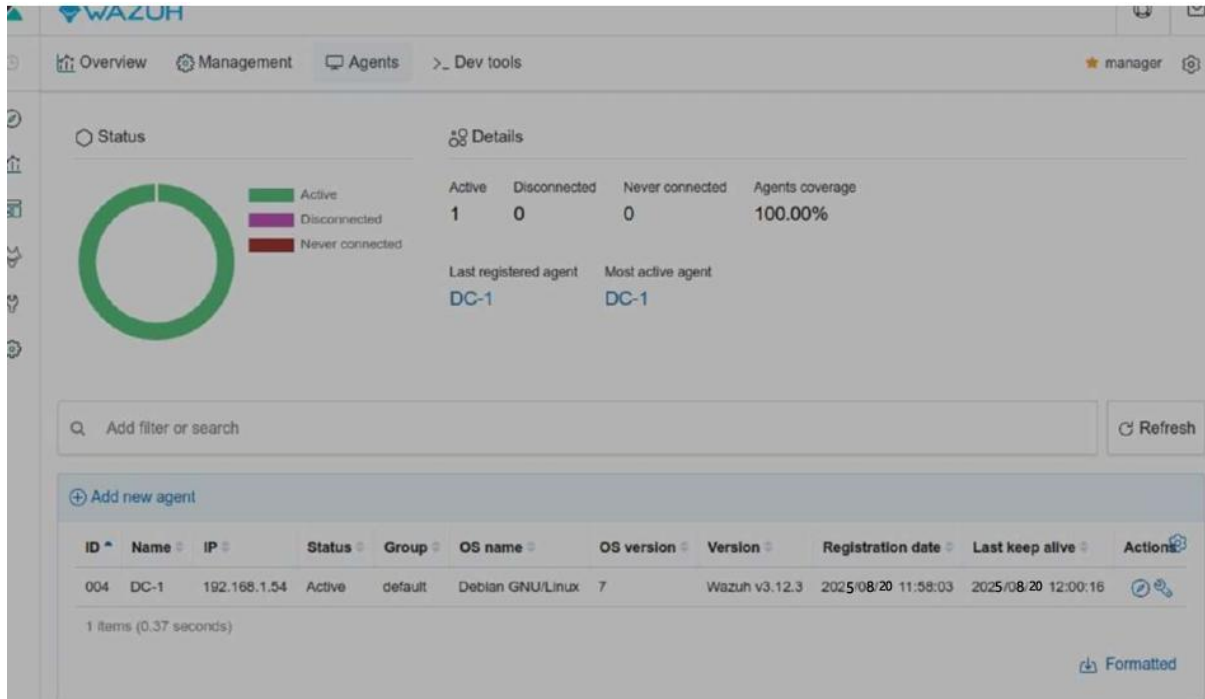 WAZUH
Overview Management Agents >_ Dev tools manager
Status Details
Active Disconnected Never connected Agents coverage
1 0 0 100.00%
Active
Disconnected
Never connected
Last registered agent Most active agent
DC-1 DC-1
Add filter or search Refresh
Add new agent
ID Name IP Status Group OS name OS version Version Registration date Last keep alive Actions
004 DC-1 192.168.1.54 Active default Debian GNU/Linux 7 Wazuh v3.12.3 2025/08/20 11:58:03 2025/08/20 12:00:16
1 items (0.37 seconds)
Formatted